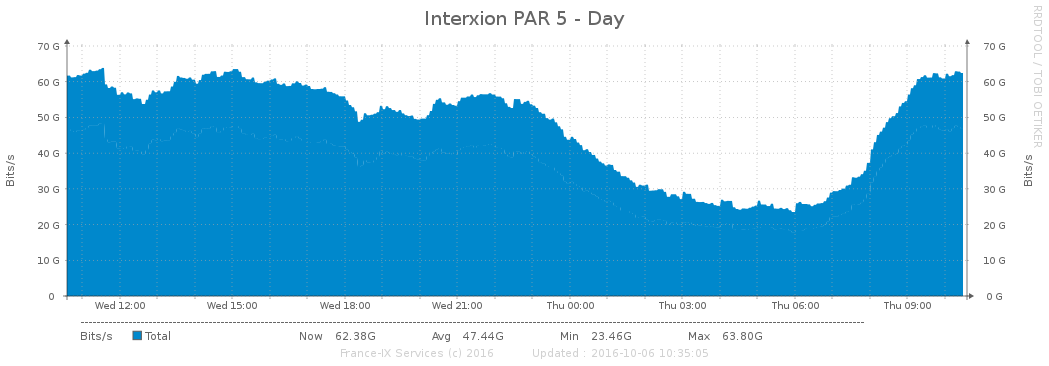 Interxion PAR 5 - Day
RRDTOOL / TOBI OETIKER
Bits/s
70 G 70 G
60 G 60 G
50 G 50 G
40 G 40 G
30 G 30 G
20 G 20 G
10 G 10 G
0 0 G
Bits/s
Wed 12:00 Wed 15:00 Wed 18:00 Wed 21:00 Thu 00:00 Thu 03:00 Thu 06:00 Thu 09:00
Bits/s Total Now 62.38G Avg 47.44G Min 23.46G Max 63.80G
France-IX Services (c) 2016 Updated : 2016-10-06 10:35:05